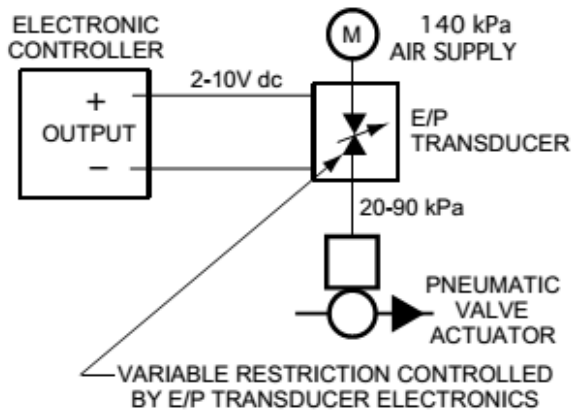 ELECTRONIC
CONTROLLER
+
OUTPUT
−
2-10V dc
M
140 kPa
AIR SUPPLY
E/P
TRANSDUCER
20-90 kPa
PNEUMATIC
VALVE
ACTUATOR
VARIABLE RESTRICTION CONTROLLED
BY E/P TRANSDUCER ELECTRONICS